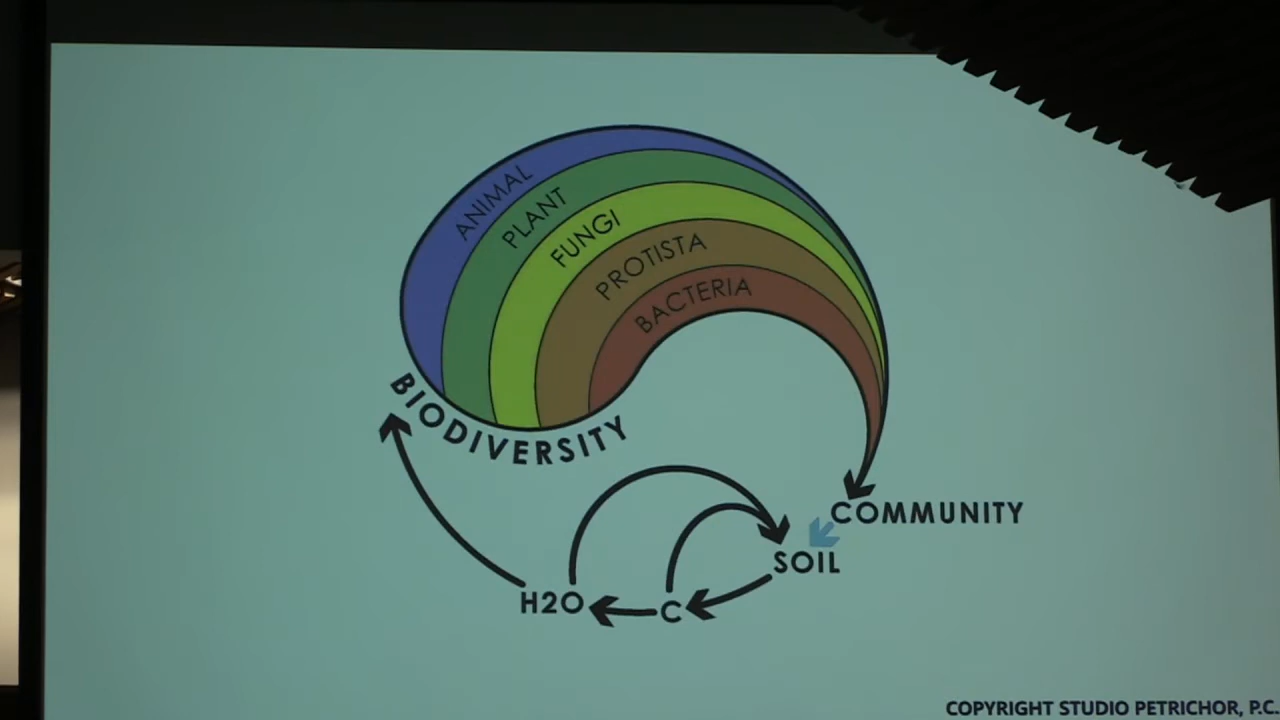 ANIMAL
PLANT
FUNGI
PROTISTA
BACTERIA
BIODIVERSITY
COMMUNITY
SOIL
H2O
C
COPYRIGHT STUDIO PETRICHOR, P.C.